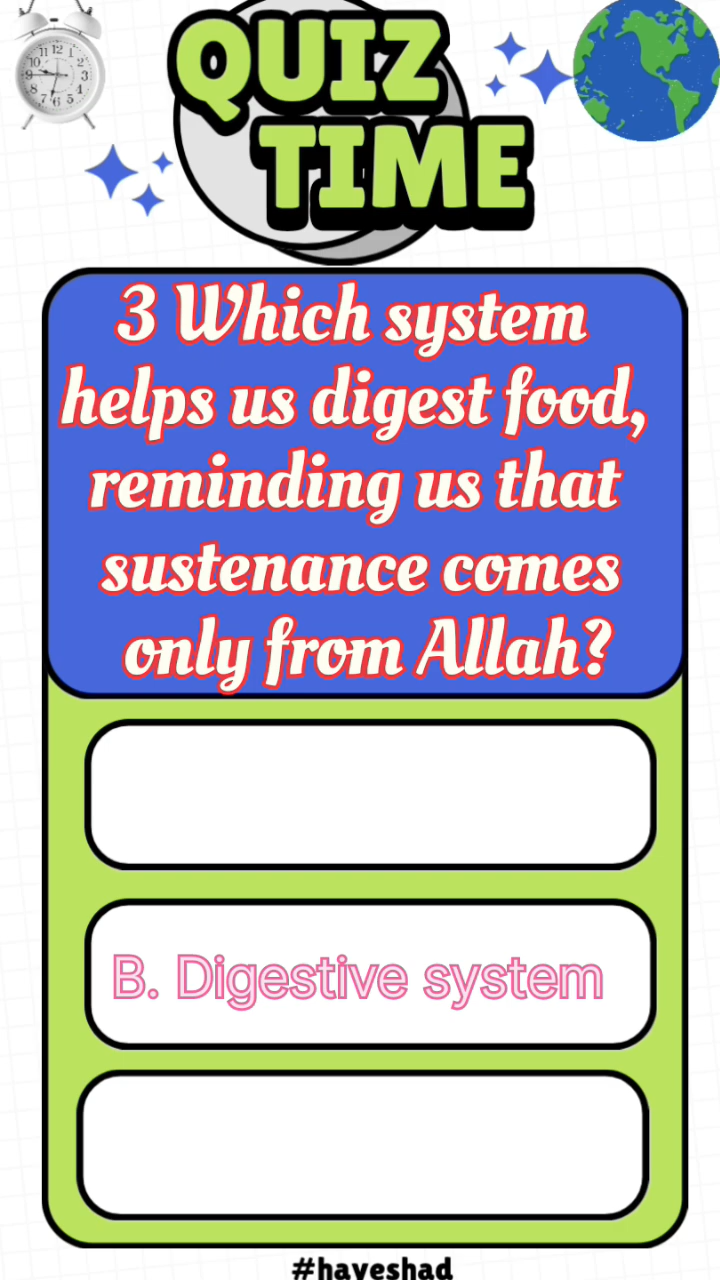 QUIZ
TIME
3 Which system
helps us digest food,
reminding us that
sustenance comes
only from Allah?
B. Digestive system
#hayeshad